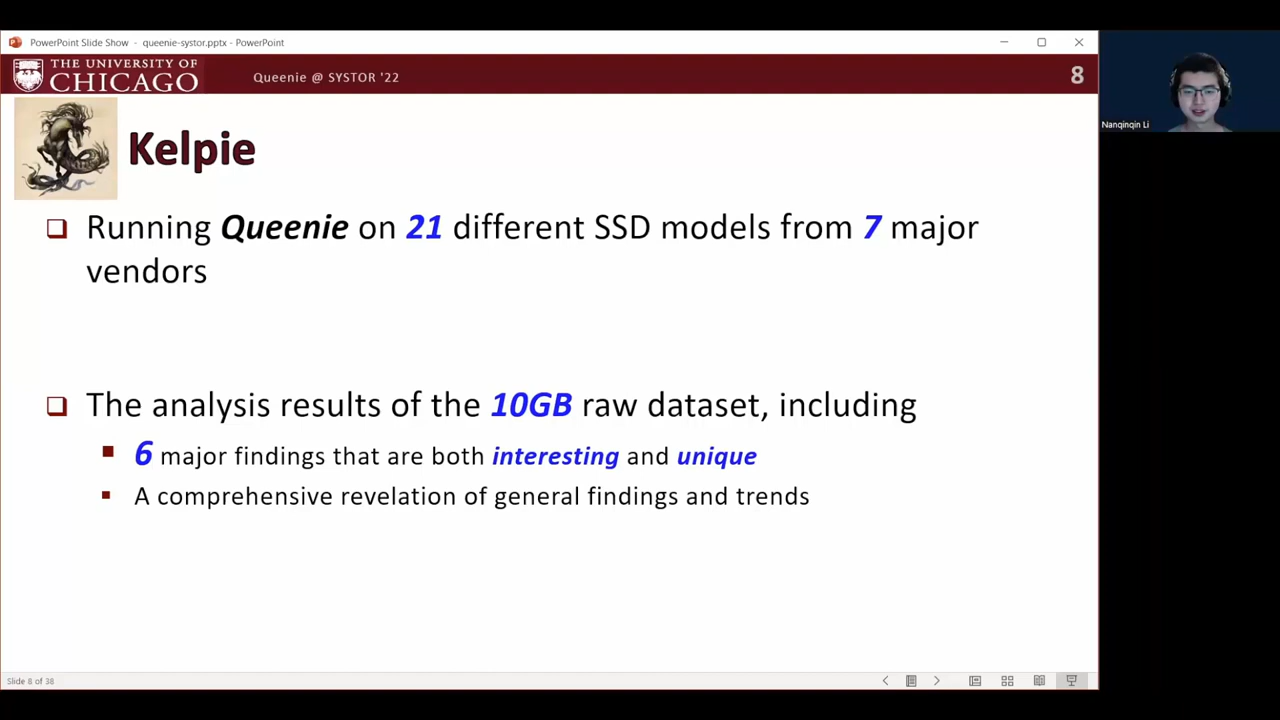 PowerPoint Slide Show - queenie-systor.pptx - PowerPoint
THE UNIVERSITY OF
CHICAGO
Queenie @ SYSTOR '22
8
Kelpie
Nanqinqin Li
Running Queenie on 21 different SSD models from 7 major
vendors
The analysis results of the 10GB raw dataset, including
6 major findings that are both interesting and unique
A comprehensive revelation of general findings and trends
Slide 8 of 38